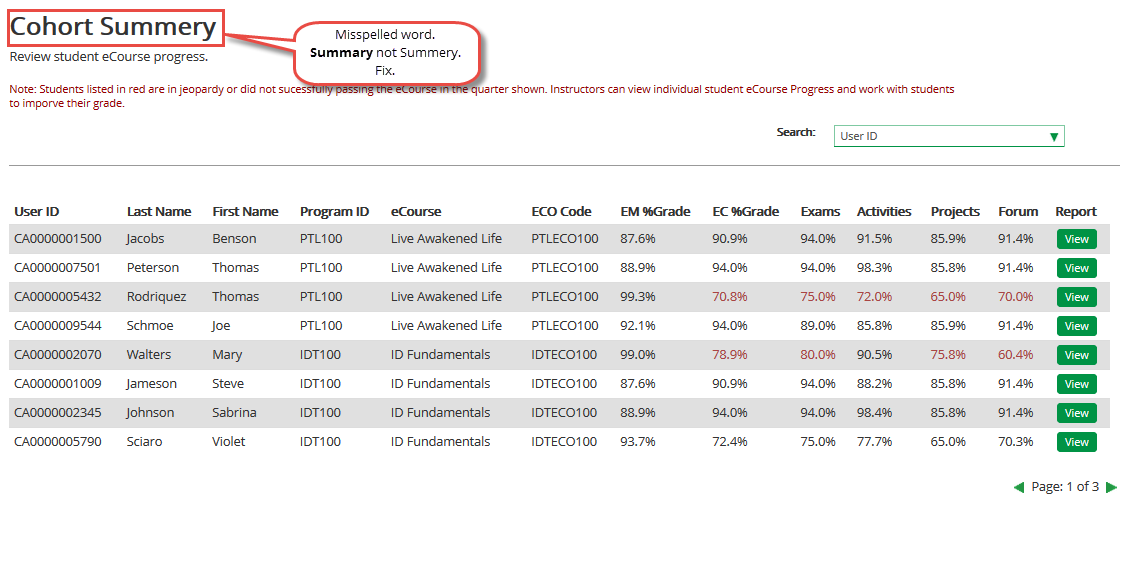 Cohort Summery
Misspelled word.
Summary not Summery.
Fix.
Review student eCourse progress.
Note: Students listed in red are in jeopardy or did not sucessfully passing the eCourse in the quarter shown. Instructors can view individual student eCourse Progress and work with students
to imporve their grade.
Search: User ID
User ID Last Name First Name Program ID eCourse ECO Code EM %Grade EC %Grade Exams Activities Projects Forum Report
CA0000001500 Jacobs Benson PTL100 Live Awakened Life PTLECO100 87.6% 90.9% 94.0% 91.5% 85.9% 91.4% View
CA0000007501 Peterson Thomas PTL100 Live Awakened Life PTLECO100 88.9% 94.0% 94.0% 98.3% 85.8% 91.4% View
CA0000005432 Rodriquez Thomas PTL100 Live Awakened Life PTLECO100 99.3% 70.8% 75.0% 72.0% 65.0% 70.0% View
CA0000009544 Schmoe Joe PTL100 Live Awakened Life PTLECO100 92.1% 94.0% 89.0% 85.8% 85.9% 91.4% View
CA0000002070 Walters Mary IDT100 ID Fundamentals IDTECO100 99.0% 78.9% 80.0% 90.5% 75.8% 60.4% View
CA0000001009 Jameson Steve IDT100 ID Fundamentals IDTECO100 87.6% 90.9% 94.0% 88.2% 85.8% 91.4% View
CA0000002345 Johnson Sabrina IDT100 ID Fundamentals IDTECO100 88.9% 94.0% 94.0% 98.4% 85.8% 91.4% View
CA0000005790 Sciaro Violet IDT100 ID Fundamentals IDTECO100 93.7% 72.4% 75.0% 77.7% 65.0% 70.3% View
Page: 1 of 3